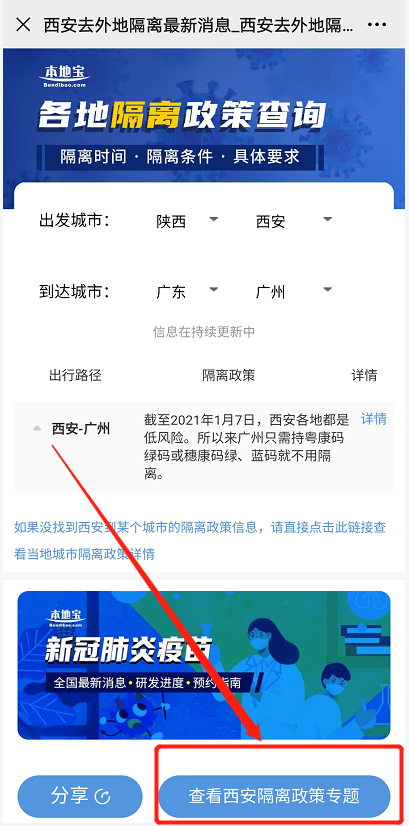 西安去外地隔离最新消息_西安去外地隔...
本地宝
Bendibao.com
各地隔离政策查询
隔离时间·隔离条件·具体要求
出发城市：
陕西
西安
到达城市：
广东
广州
信息在持续更新中
出行路径
隔离政策
详情
西安-广州
截至2021年1月7日，西安各地都是
详情
低风险。所以来广州只需持粤康码
绿码或穗康码绿、蓝码就不用隔
离。
如果没找到西安到某个城市的隔离政策信息，请直接点击此链接查
看当地城市隔离政策详情
本地宝
Bendibao.com
新冠肺炎疫苗
全国最新消息•研发进度•预约指南
分享
查看西安隔离政策专题